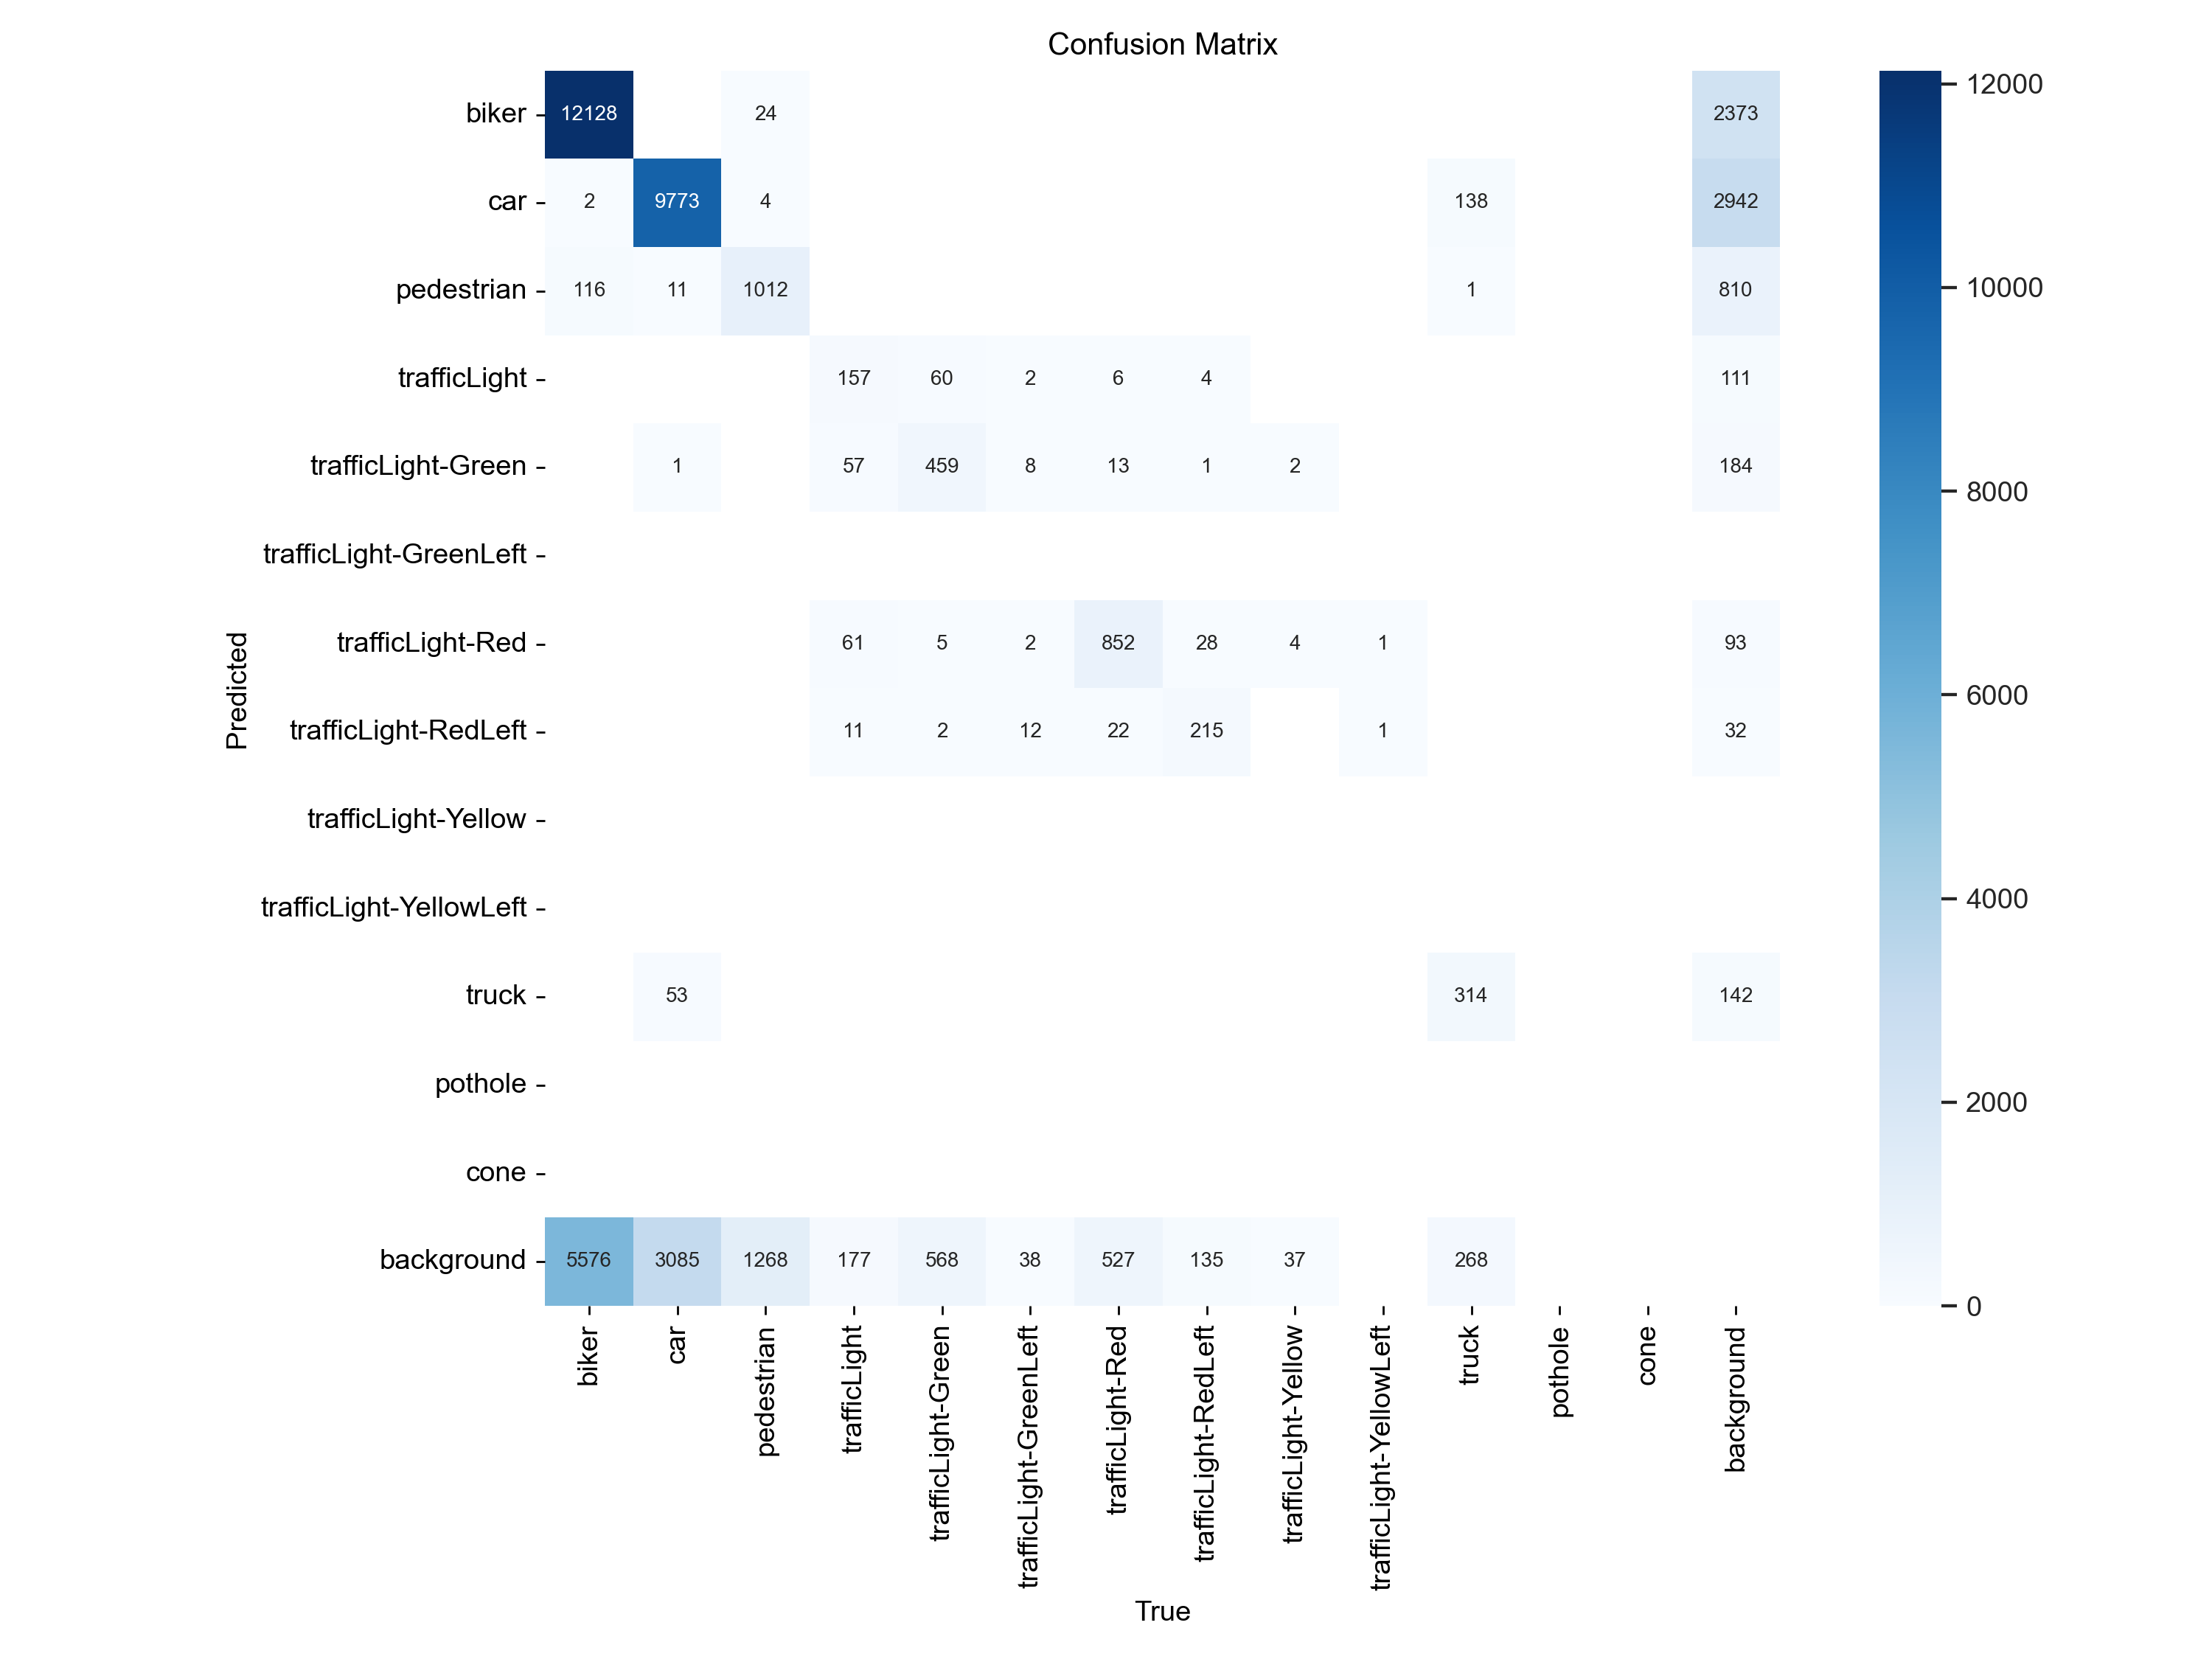 Confusion Matrix
biker 12128 24 2373
car 2 9773 4 138 2942
pedestrian 116 11 1012 1 810
trafficLight 157 60 2 6 4 111
trafficLight-Green 1 57 459 8 13 1 2 184
trafficLight-GreenLeft
trafficLight-Red 61 5 2 852 28 4 1 93
trafficLight-RedLeft 11 2 12 22 215 1 32
trafficLight-Yellow
trafficLight-YellowLeft
truck 53 314 142
pothole
cone
background 5576 3085 1268 177 568 38 527 135 37 268
Predicted
biker
car
pedestrian
trafficLight
trafficLight-Green
trafficLight-GreenLeft
trafficLight-Red
trafficLight-RedLeft
trafficLight-Yellow
trafficLight-YellowLeft
truck
pothole
cone
background
True
12000
10000
8000
6000
4000
2000
0